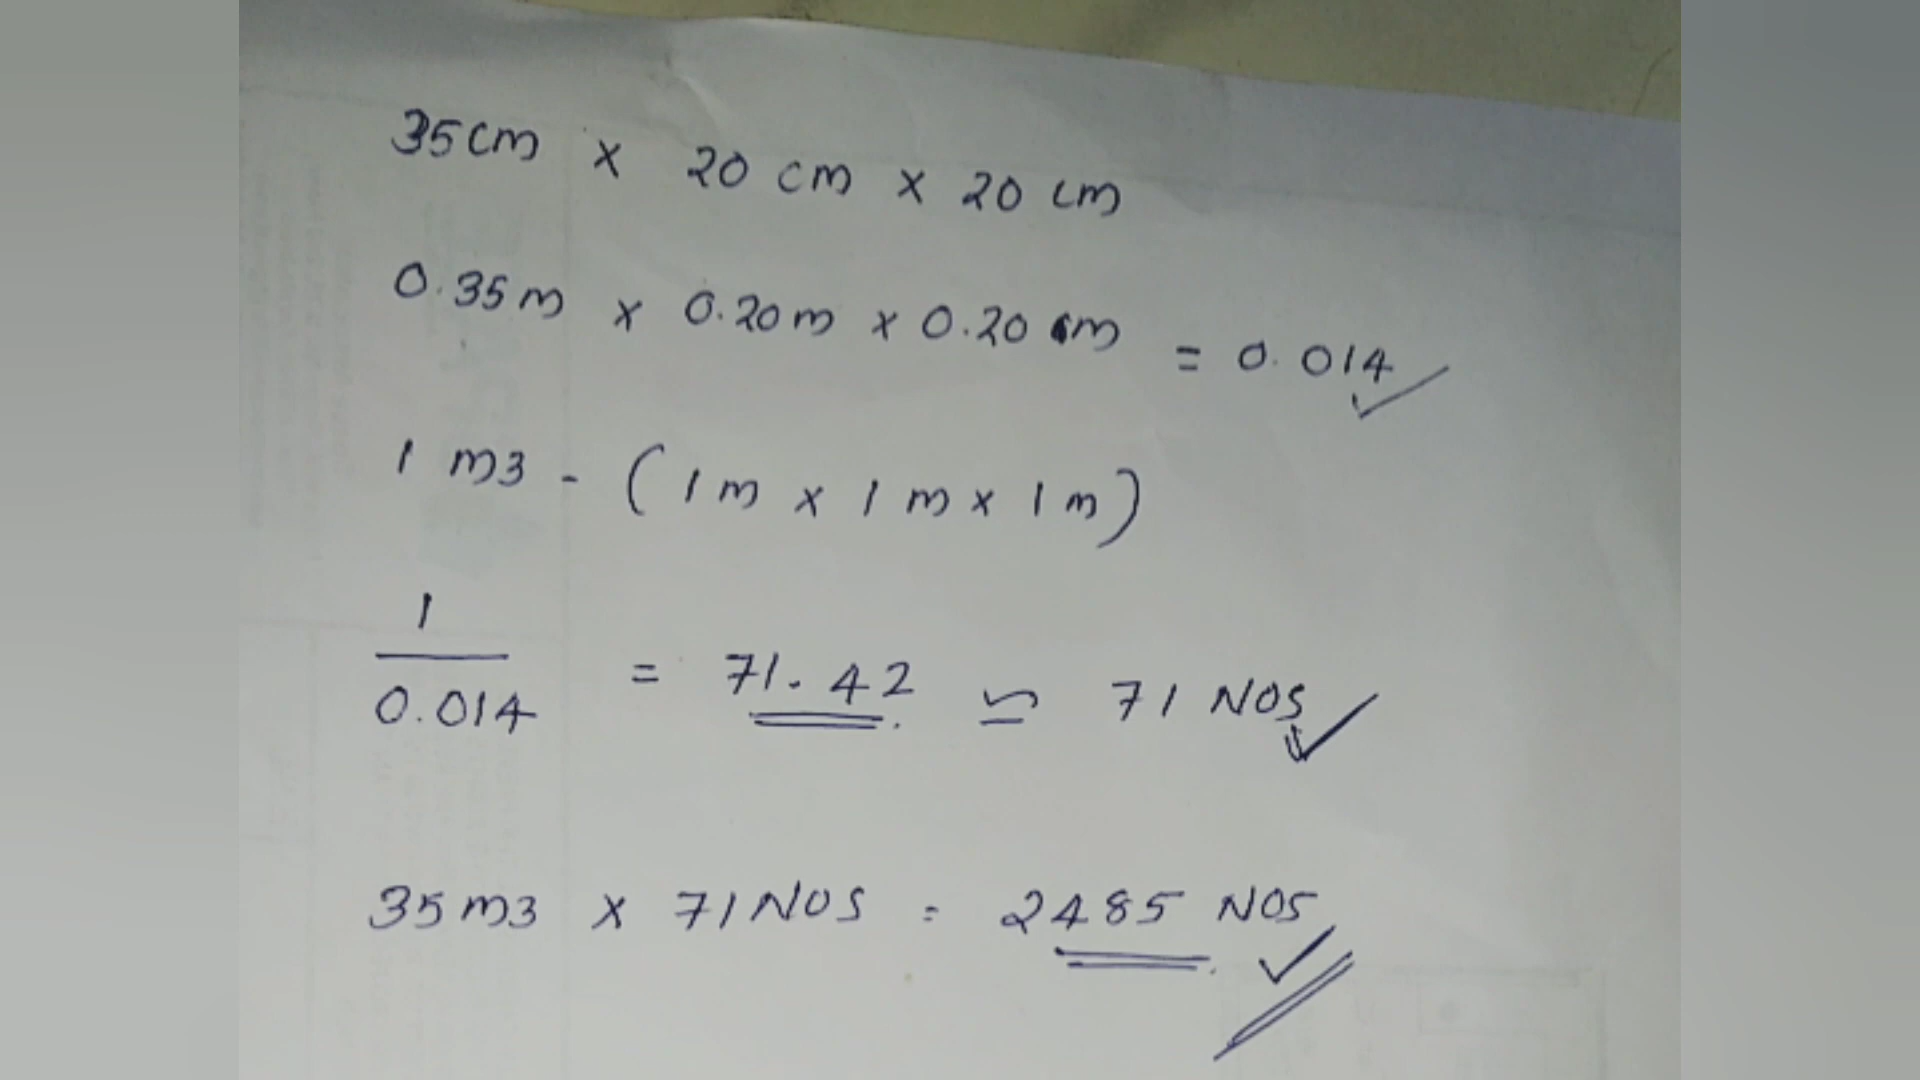 35cm x 20 cm x 20 cm
0.35m x 0.20m x 0.20 m = 0.014
1 m3 - (1m x 1m x 1m)
1
0.014 = 71.42 ≃ 71 NOS
35m3 x 71NOS = 2485 NOS